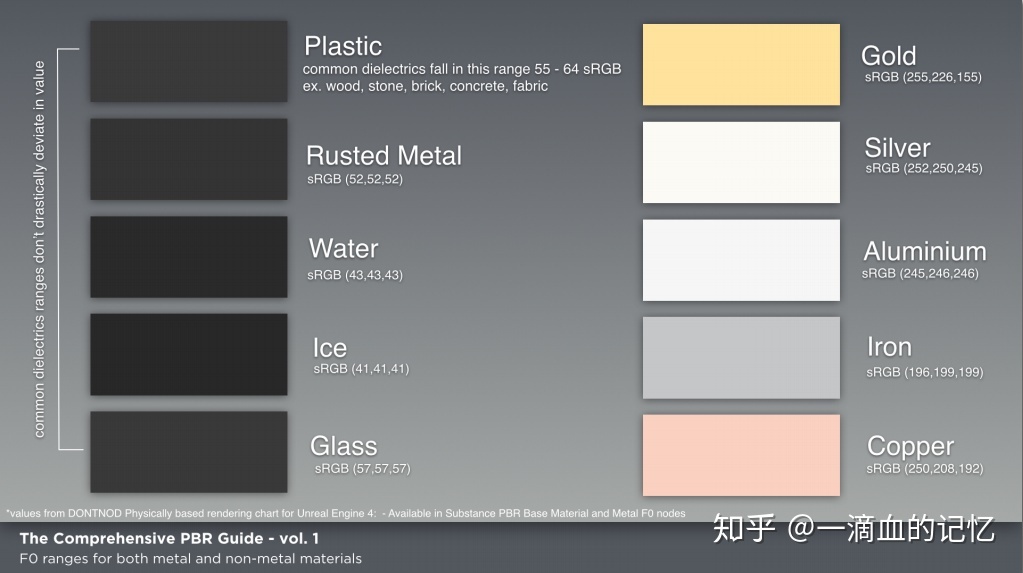 common dielectrics ranges don't drastically deviate in value
Plastic
common dielectrics fall in this range 55 - 64 sRGB
ex. wood, stone, brick, concrete, fabric
Rusted Metal
sRGB (52,52,52)
Water
sRGB (43,43,43)
Ice
sRGB (41,41,41)
Glass
sRGB (57,57,57)
Gold
sRGB (255,226,155)
Silver
sRGB (252,250,245)
Aluminium
sRGB (245,246,246)
Iron
sRGB (196,199,199)
Copper
sRGB (250,208,192)
*values from DONTNOD Physically based rendering chart for Unreal Engine 4: - Available in Substance PBR Base Material and Metal F0 nodes
知乎 @一滴血的记忆
The Comprehensive PBR Guide - vol. 1
F0 ranges for both metal and non-metal materials